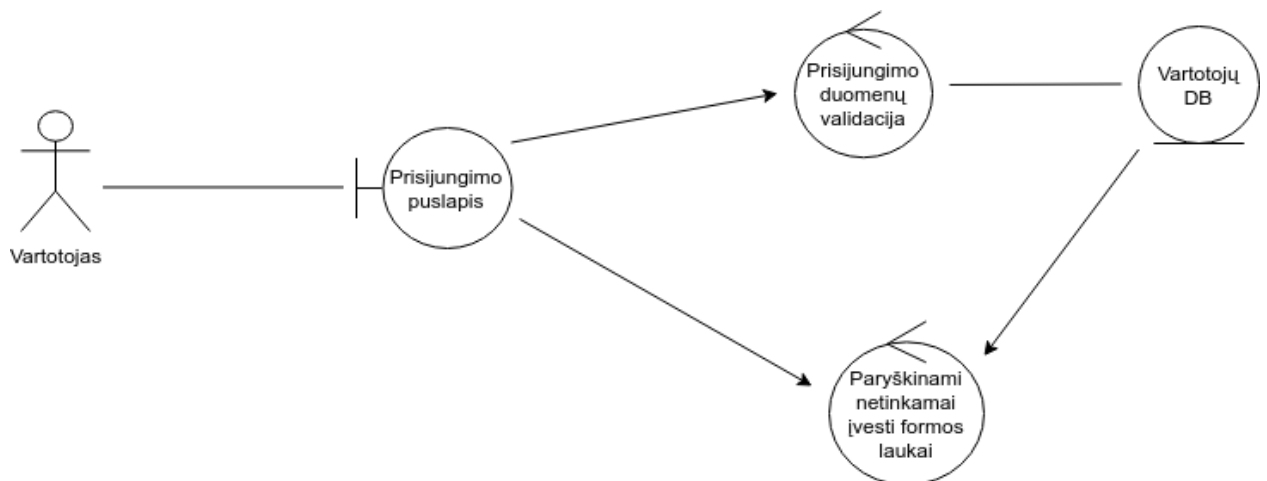 Vartotojas
Prisijungimo
puslapis
Prisijungimo
duomenų
validacija
Vartotojų
DB
Paryškinami
netinkamai
įvesti formos
laukai